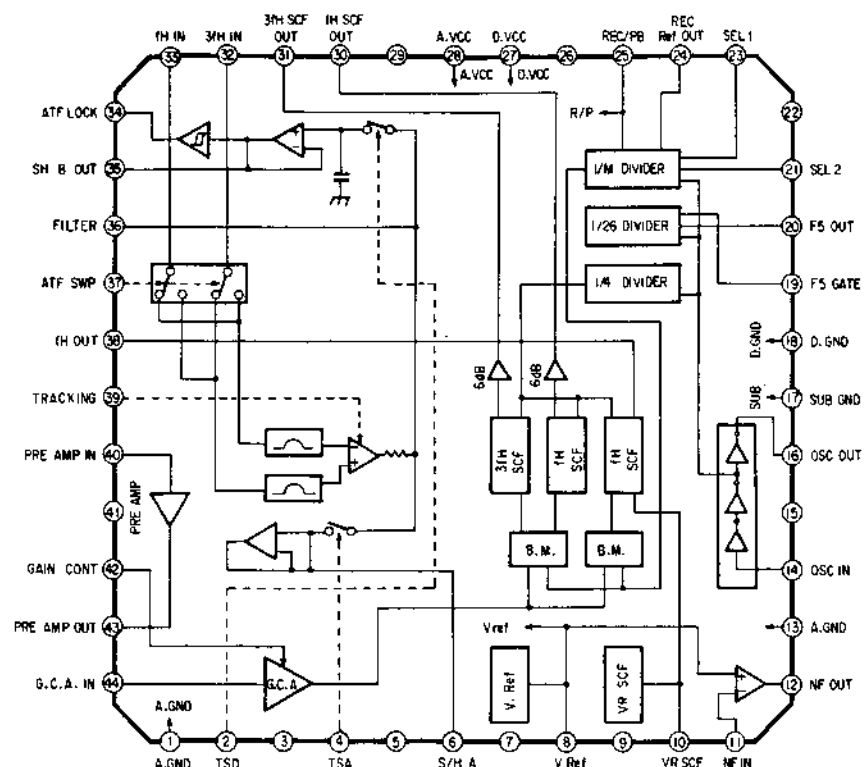 3fH SCF
OUT
fH SCF
OUT
REC
Ref OUT
fH IN
3fH IN
A.VCC
D.VCC
REC/PB
SEL 1
33
32
31
30
29
28
27
26
25
24
23
A.VCC
D.VCC
R/P
ATF LOCK
34
22
SH B OUT
35
1/M DIVIDER
21
SEL 2
FILTER
36
1/26 DIVIDER
20
F5 OUT
ATF SWP
37
1/4 DIVIDER
19
F5 GATE
fH OUT
38
D.GND
18
D. GND
6dB
6dB
TRACKING
39
SUB
17
SUB GND
PRE AMP IN
40
3fH
SCF
fH
SCF
fH
SCF
16
OSC OUT
PRE AMP
41
15
B.M.
B.M.
GAIN CONT
42
14
OSC IN
PRE AMP OUT
43
Vref
13
A.GND
G.C.A. IN
44
G.C.A
V. Ref
VR SCF
12
NF OUT
A.GND
1
2
3
4
5
6
7
8
9
10
11
A.GND
TSD
TSA
S/H A
V Ref
VR SCF
NF IN